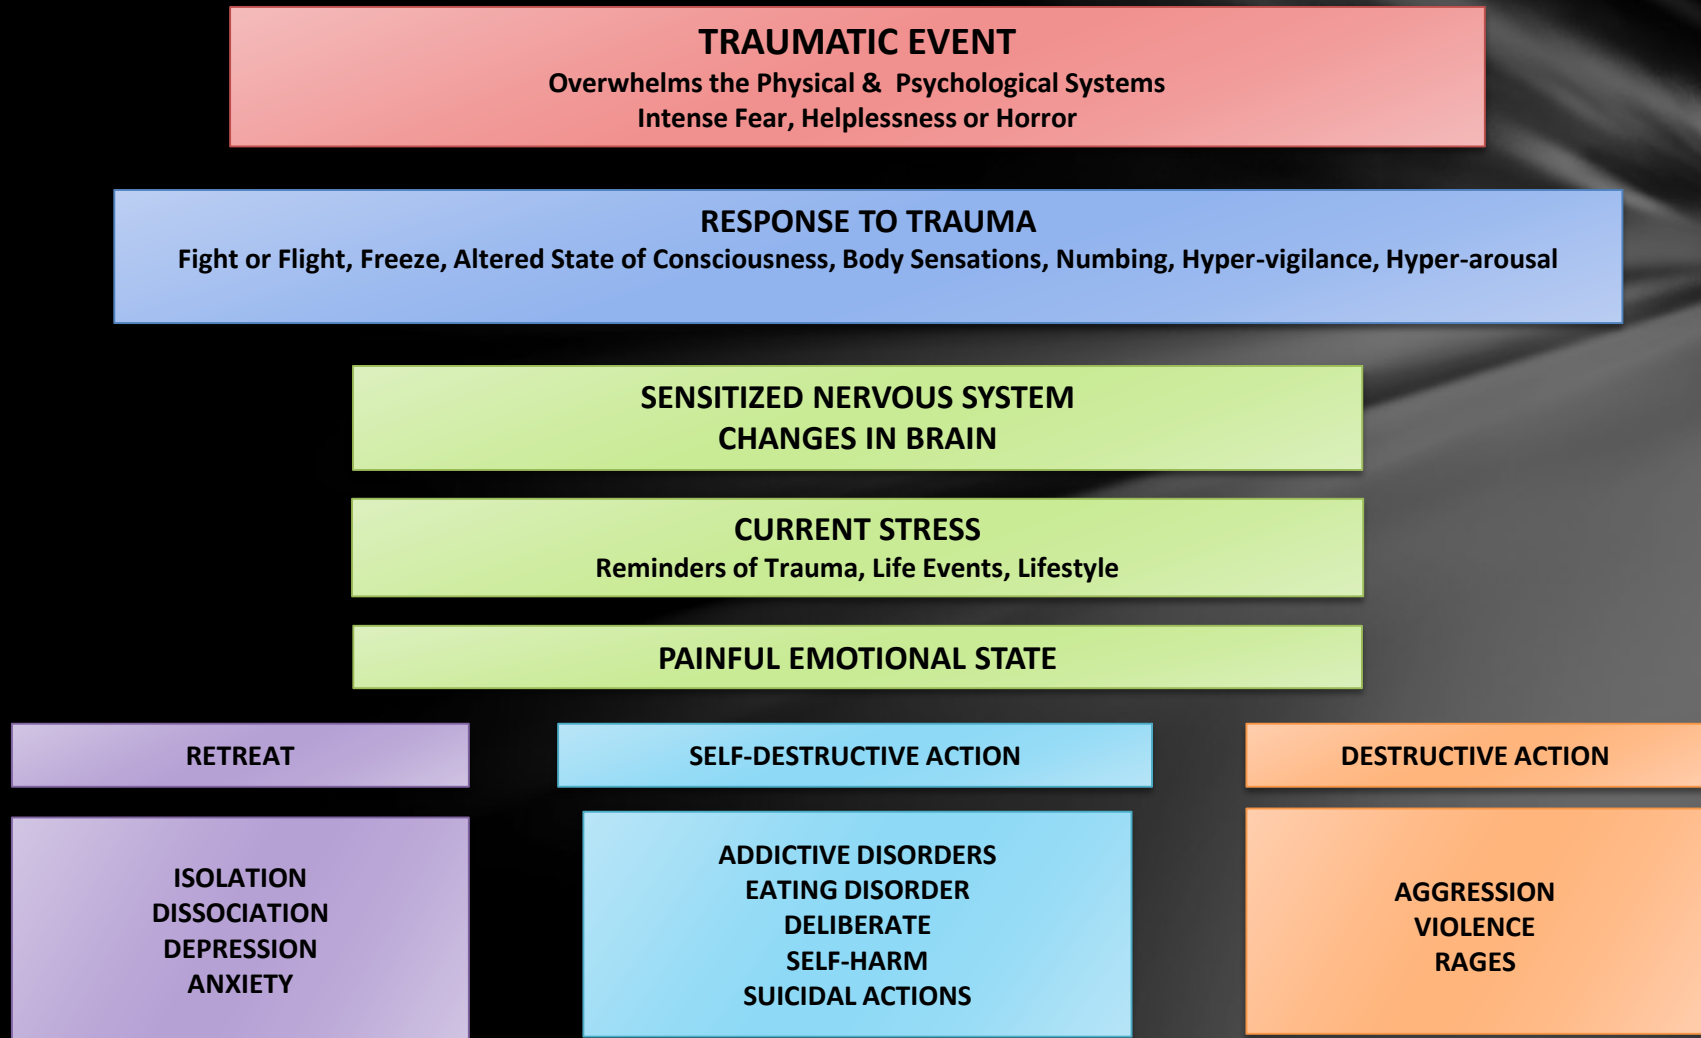 TRAUMATIC EVENT
Overwhelms the Physical & Psychological Systems
Intense Fear, Helplessness or Horror
RESPONSE TO TRAUMA
Fight or Flight, Freeze, Altered State of Consciousness, Body Sensations, Numbing, Hyper-vigilance, Hyper-arousal
SENSITIZED NERVOUS SYSTEM
CHANGES IN BRAIN
CURRENT STRESS
Reminders of Trauma, Life Events, Lifestyle
PAINFUL EMOTIONAL STATE
RETREAT
ISOLATION
DISSOCIATION
DEPRESSION
ANXIETY
SELF-DESTRUCTIVE ACTION
ADDICTIVE DISORDERS
EATING DISORDER
DELIBERATE
SELF-HARM
SUICIDAL ACTIONS
DESTRUCTIVE ACTION
AGGRESSION
VIOLENCE
RAGES